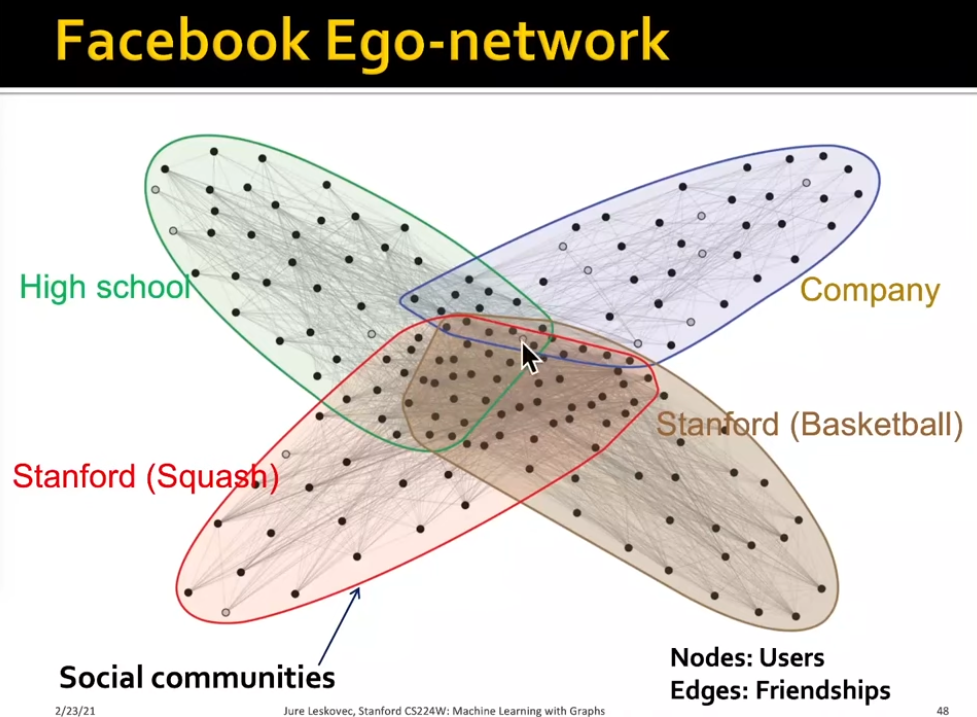 Facebook Ego-network
High school
Company
Stanford (Basketball)
Stanford (Squash)
Social communities
Nodes: Users
Edges: Friendships
2/23/21
Jure Leskovec, Stanford CS224W: Machine Learning with Graphs
48